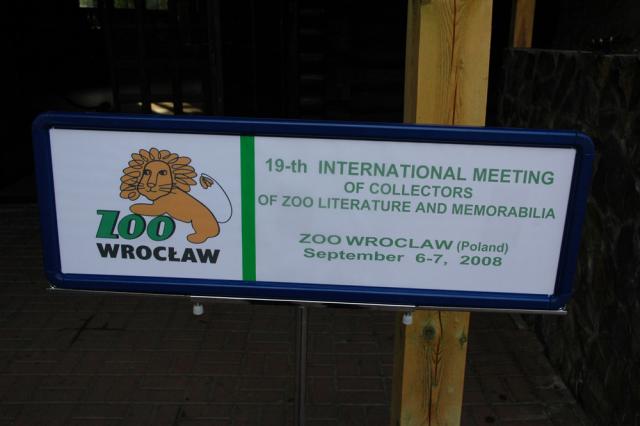 ZOO
WROCŁAW
19-th INTERNATIONAL MEETING
OF COLLECTORS
OF ZOO LITERATURE AND MEMORABILIA
ZOO WROCLAW (Poland)
September 6-7, 2008